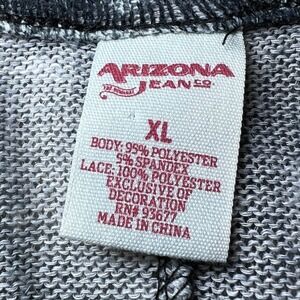 ARIZONA
THE ORIGINAL
JEAN CO
XL
BODY: 95% POLYESTER
5% SPANDEX
LACE: 100% POLYESTER
EXCLUSIVE OF
DECORATION
RN# 93677
MADE IN CHINA